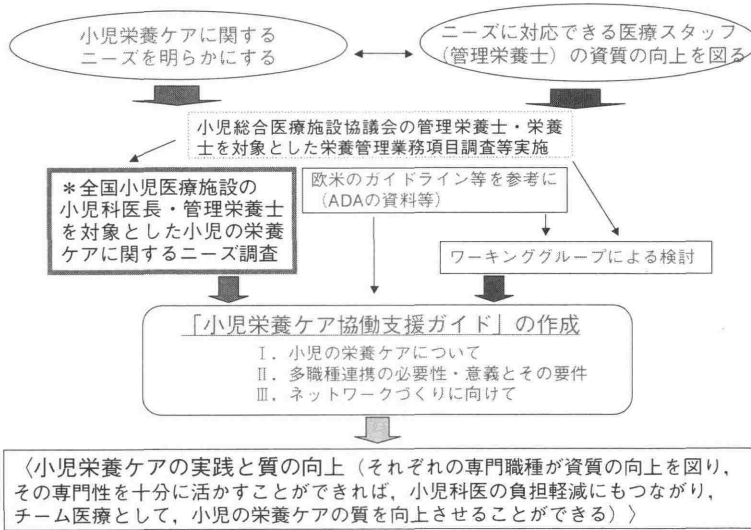 小児栄養ケアに関する
ニーズを明らかにする
ニーズに対応できる医療スタッフ
(管理栄養士)の資質の向上を図る
小児総合医療施設協議会の管理栄養士・栄養
士を対象とした栄養管理業務項目調査等実施
*全国小児医療施設の
小児科医長・管理栄養士
を対象とした小児の栄養
ケアに関するニーズ調査
欧米のガイドライン等を参考に
(ADAの資料等)
ワーキンググループによる検討
「小児栄養ケア協働支援ガイド」の作成
Ⅰ.小児の栄養ケアについて
Ⅱ.多職種連携の必要性・意義とその要件
Ⅲ.ネットワークづくりに向けて
〈小児栄養ケアの実践と質の向上(それぞれの専門職種が資質の向上を図り,
その専門性を十分に活かすことができれば,小児科医の負担軽減にもつながり,
チーム医療として,小児の栄養ケアの質を向上させることができる)〉